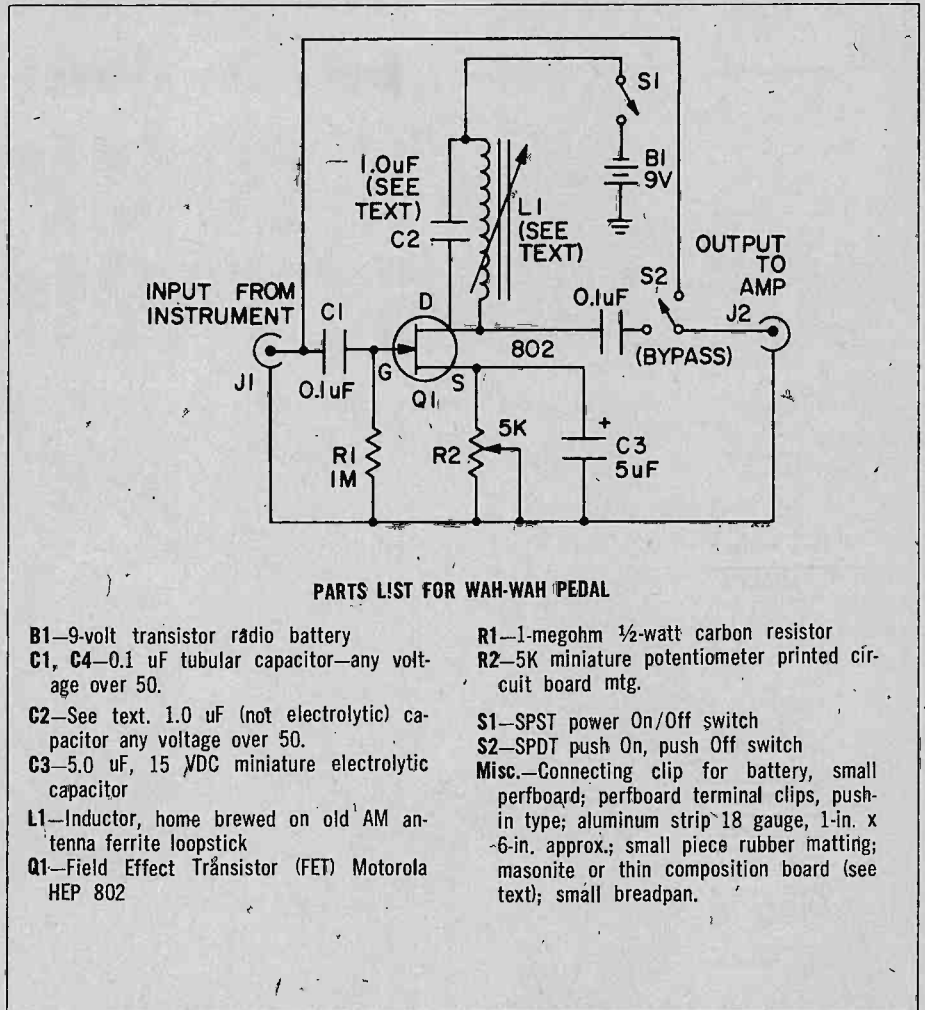 S1
1.0uF
(SEE
TEXT)
C2
B1
9V
L1
(SEE
TEXT)
OUTPUT
TO
AMP
INPUT FROM
INSTRUMENT
C1
D
0.1uF
S2
J2
J1
0.1uF
G
S
802
(BYPASS)
Q1
R1
1M
R2
5K
+
C3
5uF
PARTS LIST FOR WAH-WAH PEDAL
B1—9-volt transistor radio battery
C1, C4—0.1 uF tubular capacitor—any volt-
age over 50.
C2—See text. 1.0 uF (not electrolytic) ca-
pacitor any voltage over 50.
C3—5.0 uF, 15 VDC miniature electrolytic
capacitor
L1—Inductor, home brewed on old AM an-
tenna ferrite loopstick
Q1—Field Effect Transistor (FET) Motorola
HEP 802
R1—1-megohm ½-watt carbon resistor
R2—5K miniature potentiometer printed cir-
cuit board mtg.
S1—SPST power On/Off switch
S2—SPDT push On, push Off switch
Misc.—Connecting clip for battery, small
perfboard; perfboard terminal clips, push-
in type; aluminum strip 18 gauge, 1-in. x
6-in. approx.; small piece rubber matting;
masonite or thin composition board (see
text); small breadpan.